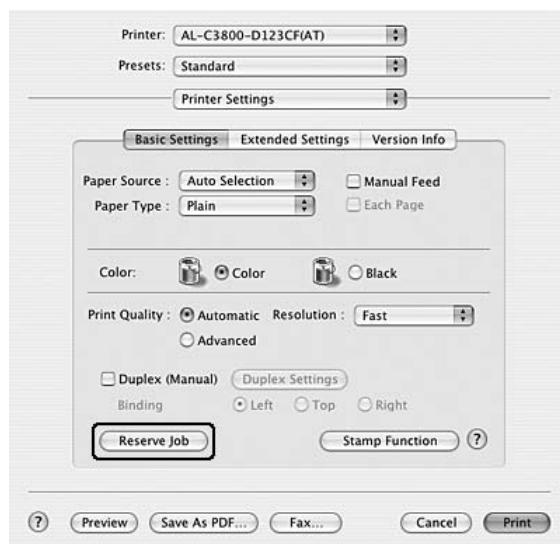 Printer: AL-C3800-D123CF(AT)
Presets: Standard
Printer Settings
Basic Settings Extended Settings Version Info
Paper Source : Auto Selection Manual Feed
Paper Type : Plain Each Page
Color: Color Black
Print Quality : Automatic Resolution : Fast
Advanced
Duplex (Manual) Duplex Settings
Binding Left Top Right
Reserve Job Stamp Function ?
? Preview Save As PDF... Fax... Cancel Print